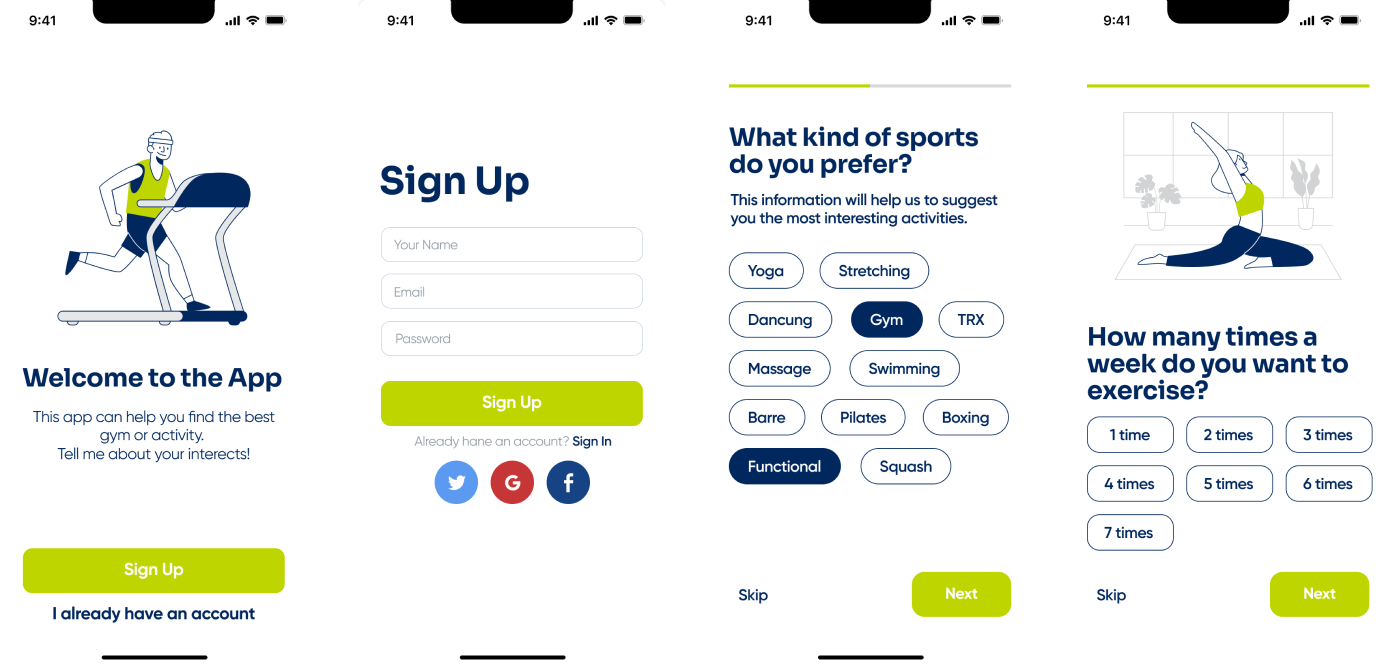 9:41
Welcome to the App
This app can help you find the best
gym or activity.
Tell me about your interects!
Sign Up
I already have an account
9:41
Sign Up
Your Name
Email
Password
Sign Up
Already hane an account? Sign In
G
f
9:41
What kind of sports
do you prefer?
This information will help us to suggest
you the most interesting activities.
Yoga Stretching
Dancung Gym TRX
Massage Swimming
Barre Pilates Boxing
Functional Squash
Skip Next
9:41
How many times a
week do you want to
exercise?
1 time 2 times 3 times
4 times 5 times 6 times
7 times
Skip Next